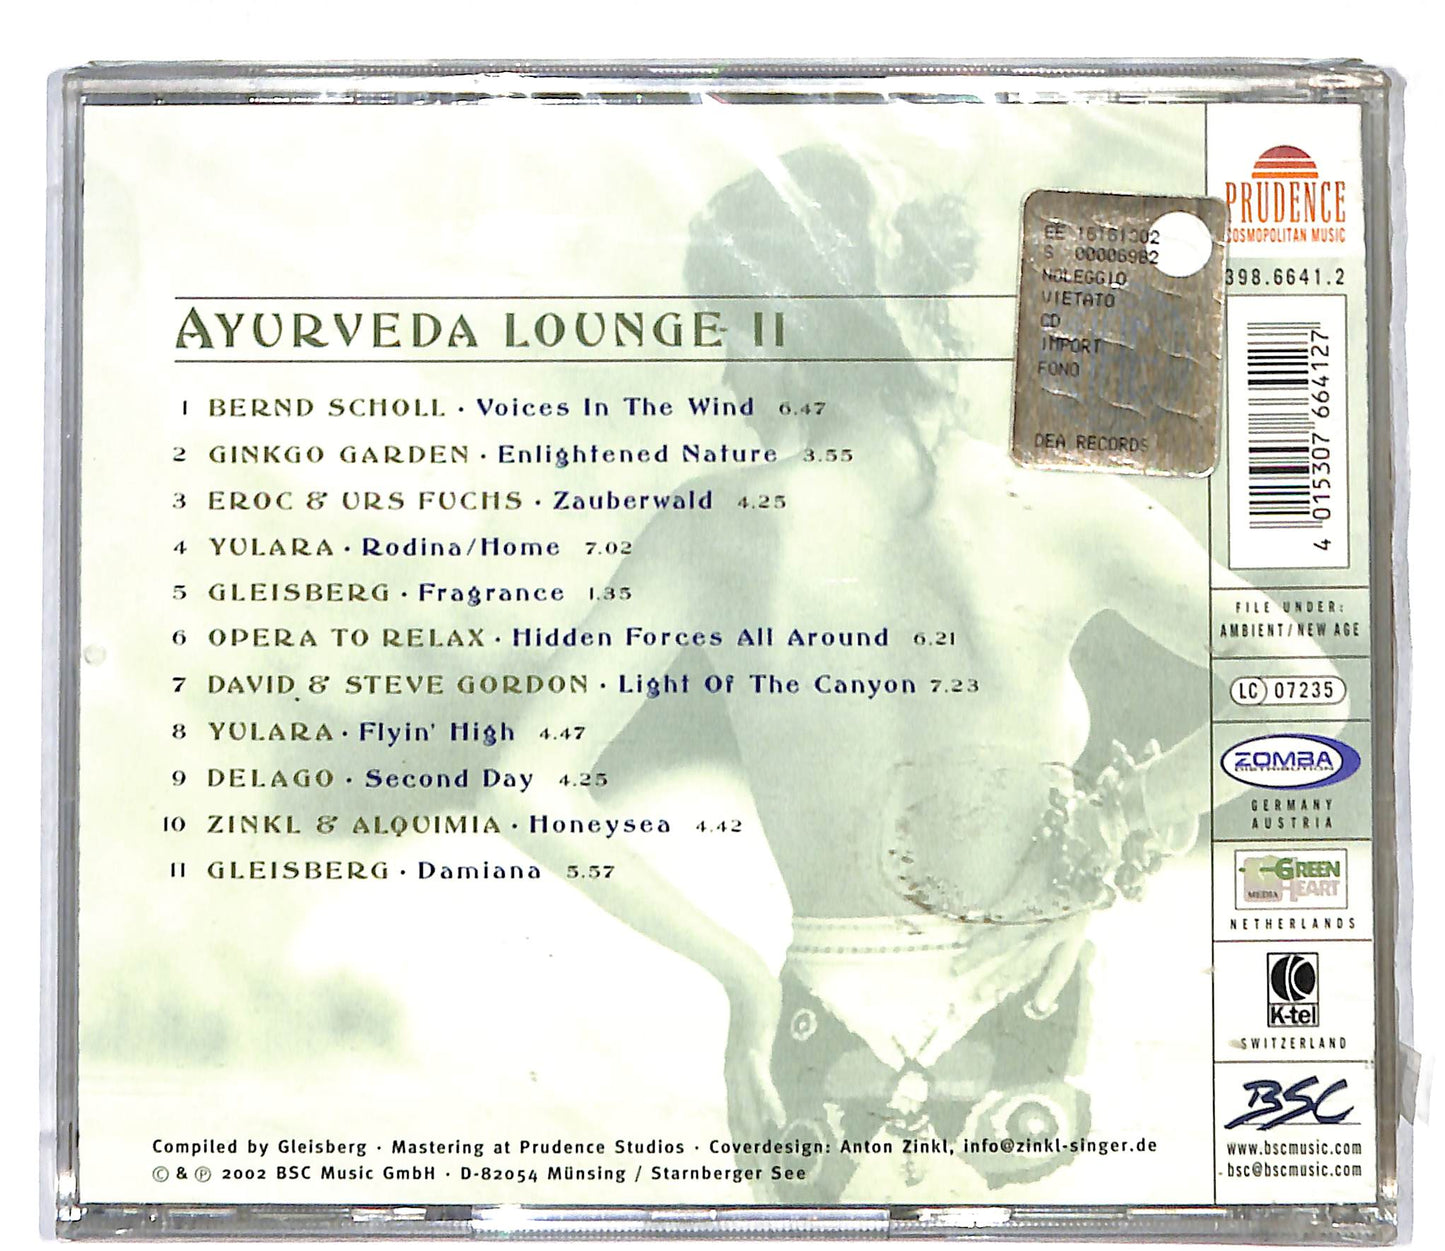 AYURVEDA LOUNGE II
1 BERND SCHOLL · Voices In The Wind 6.47
2 GINKGO GARDEN · Enlightened Nature 3.55
3 EROC & URS FUCHS · Zauberwald 4.25
4 YULARA · Rodina/Home 7.02
5 GLEISBERG · Fragrance 1.35
6 OPERA TO RELAX · Hidden Forces All Around 6.21
7 DAVID & STEVE GORDON · Light Of The Canyon 7.23
8 YULARA · Flyin' High 4.47
9 DELAGO · Second Day 4.25
10 ZINKL & ALQUIMIA · Honeysea 4.42
11 GLEISBERG · Damiana 5.57
Compiled by Gleisberg · Mastering at Prudence Studios · Coverdesign: Anton Zinkl, info@zinkl-singer.de
© & ℗ 2002 BSC Music GmbH · D-82054 Münsing / Starnberger See
EE
S 00006982
NOLEGGIO
VIETATO
CD
IMPORT
FONO
DEA RECORDS
PRUDENCE
COSMOPOLITAN MUSIC
398.6641.2
4 015307 664127
FILE UNDER:
AMBIENT/NEW AGE
LC 07235
ZOMBA
DISTRIBUTION
GERMANY
AUSTRIA
GREEN
MEDIA HEART
NETHERLANDS
K-tel
SWITZERLAND
BSC
www.bscmusic.com
bsc@bscmusic.com